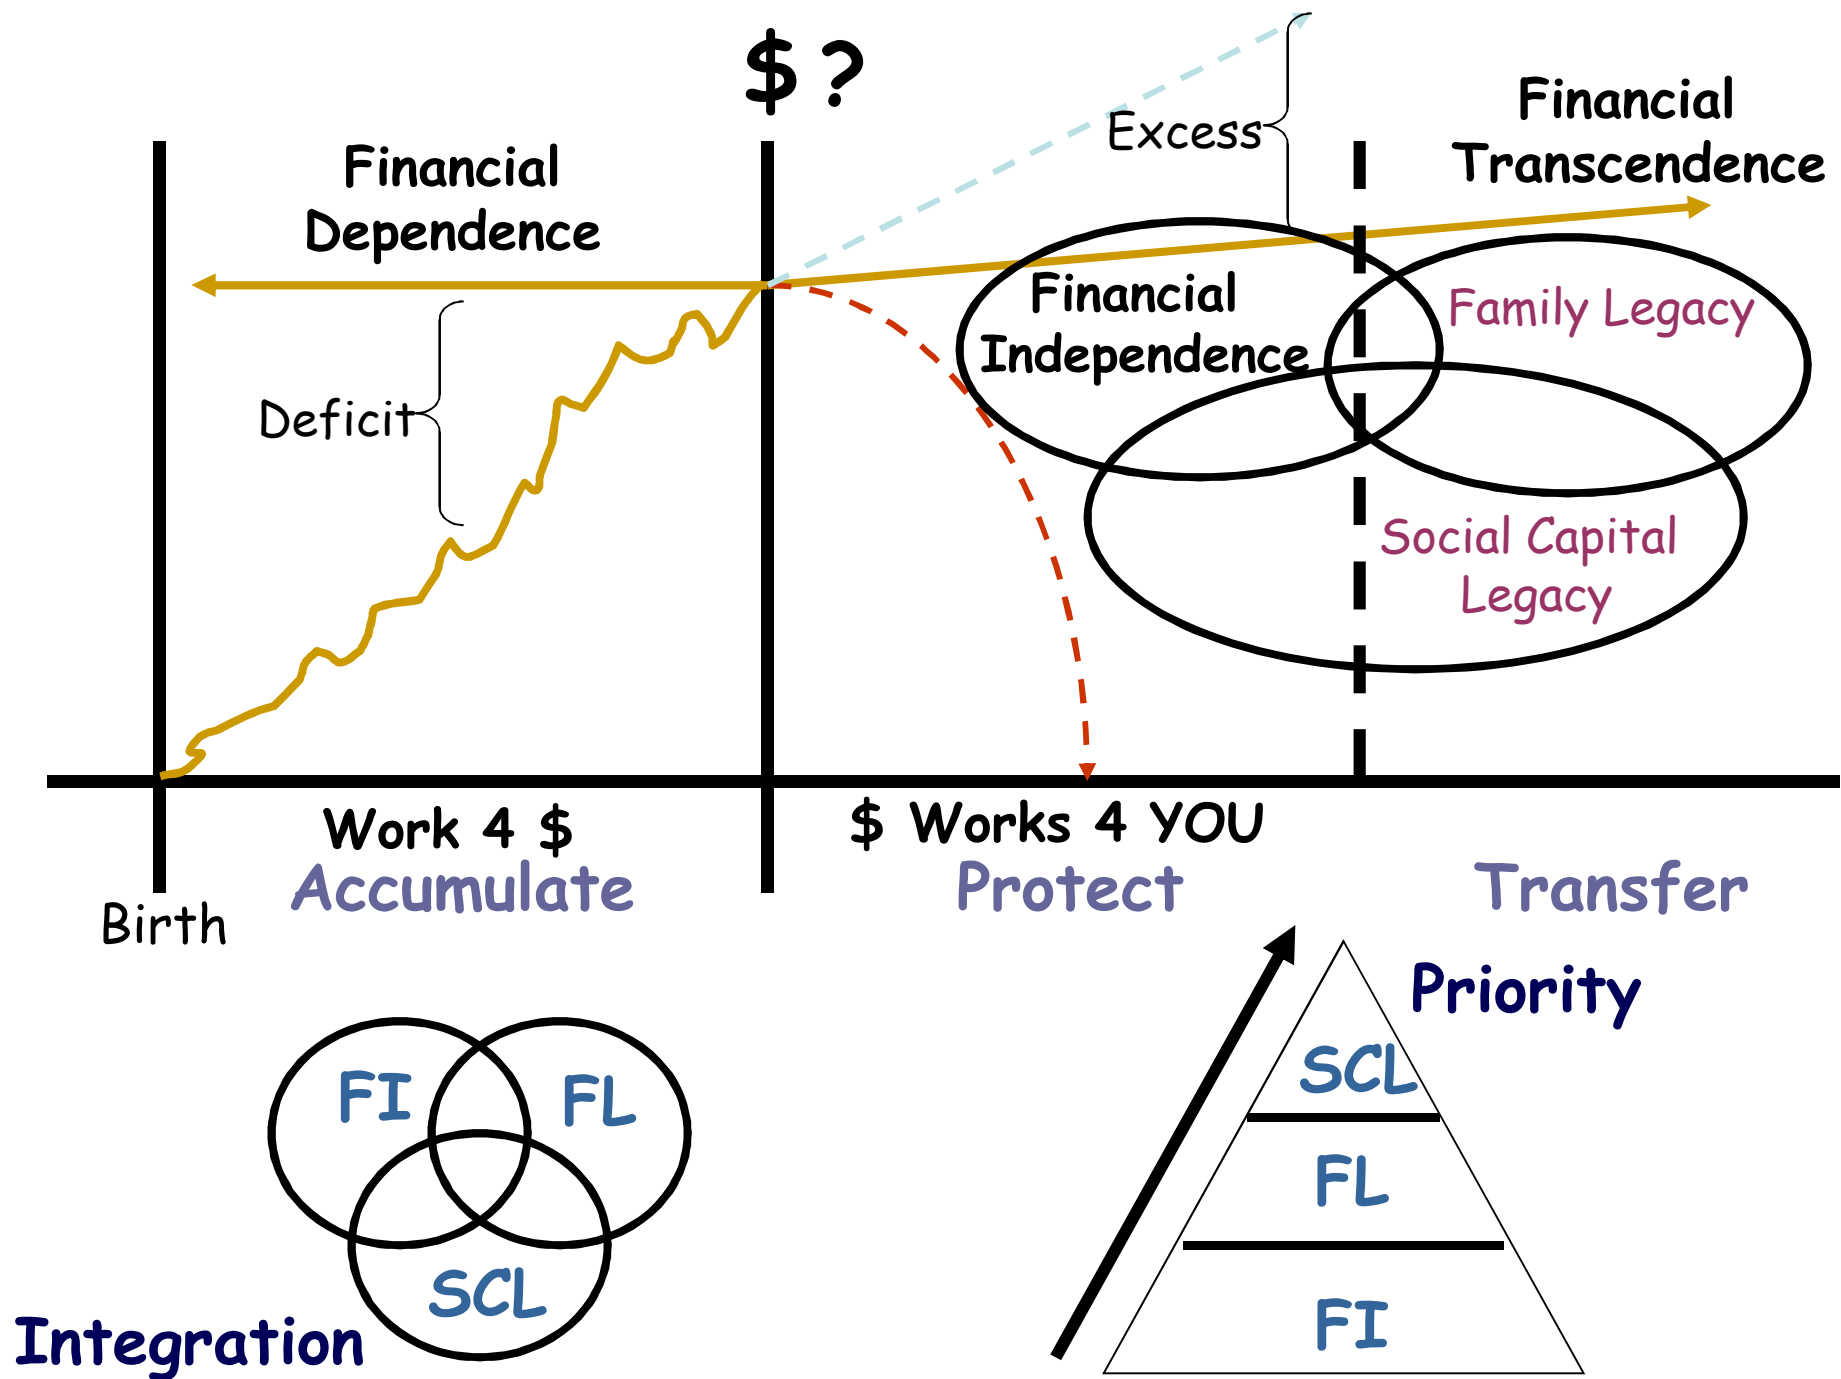 $ ?
Financial
Dependence
Deficit
Excess
Financial
Transcendence
Financial
Independence
Family Legacy
Social Capital
Legacy
Work 4 $
$ Works 4 YOU
Accumulate
Protect
Transfer
Birth
FI
FL
SCL
Integration
Priority
SCL
FL
FI